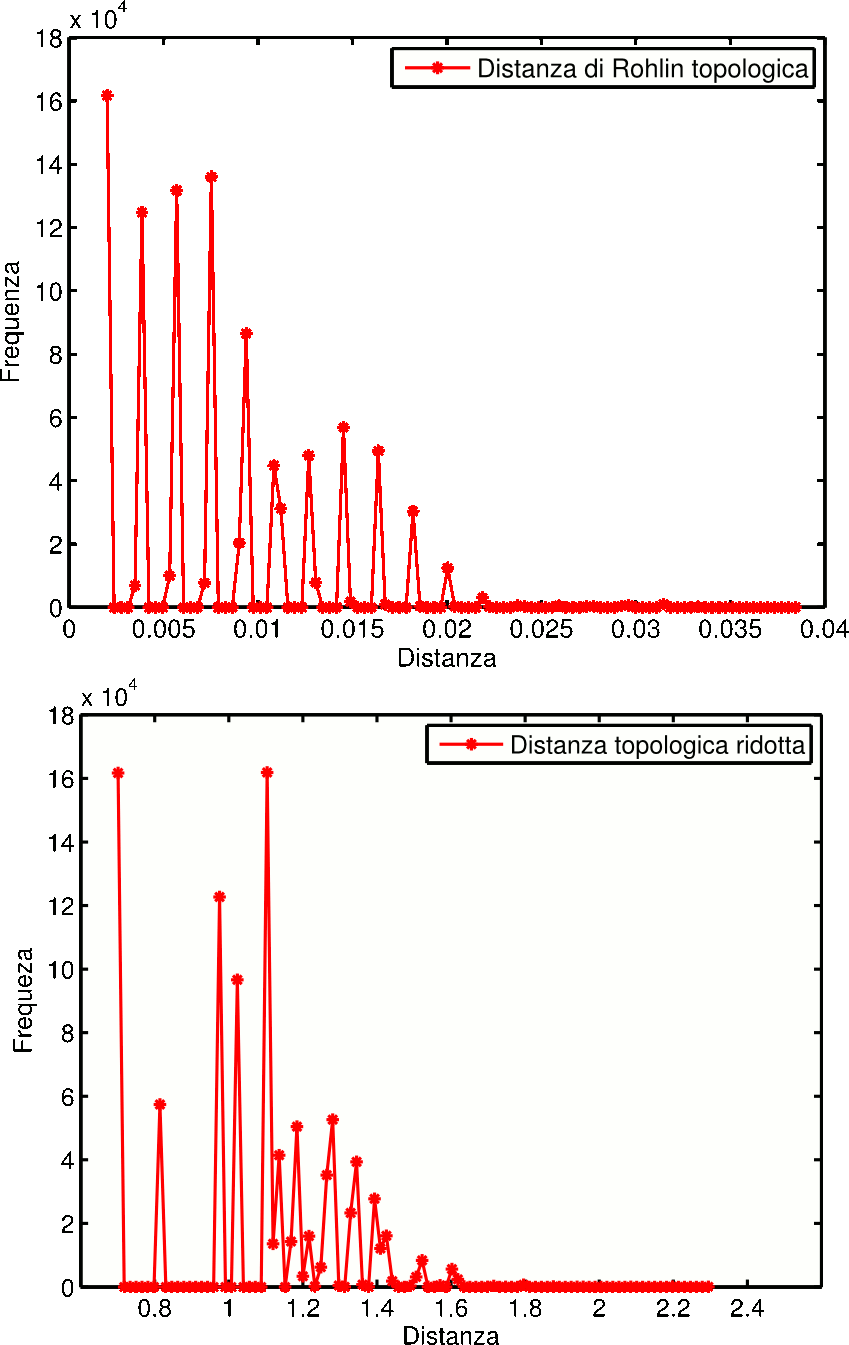 x 10^4
18
Distanza di Rohlin topologica
16
14
12
10
8
6
4
2
0
Frequenza
0 0.005 0.01 0.015 0.02 0.025 0.03 0.035 0.04
Distanza
x 10^4
18
Distanza topologica ridotta
16
14
12
10
8
6
4
2
0
Frequeza
0.8 1 1.2 1.4 1.6 1.8 2 2.2 2.4
Distanza